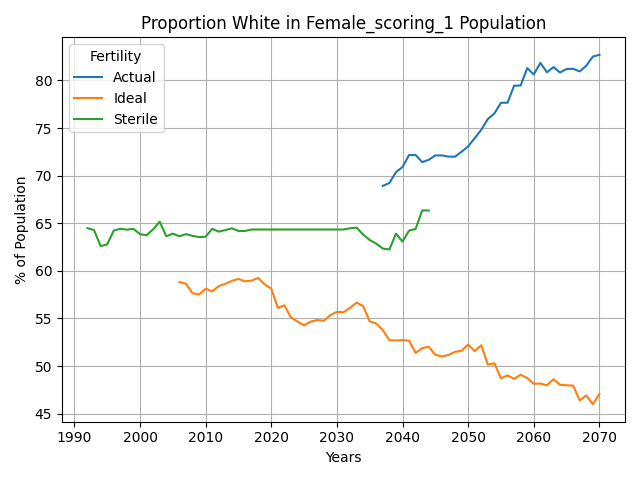 Proportion White in Female_scoring_1 Population
Fertility
Actual
Ideal
Sterile
% of Population
80
75
70
65
60
55
50
45
1990 2000 2010 2020 2030 2040 2050 2060 2070
Years